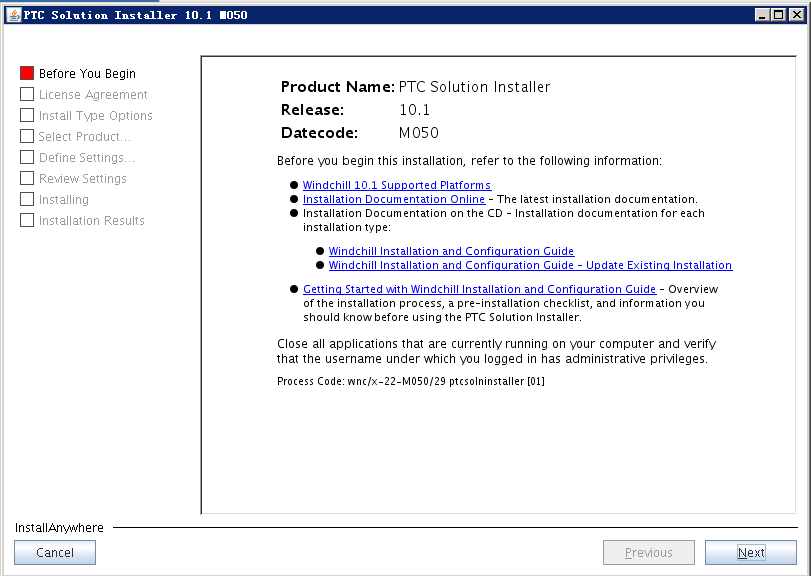 PTC Solution Installer 10.1 M050
Before You Begin
License Agreement
Install Type Options
Select Product...
Define Settings...
Review Settings
Installing
Installation Results
Product Name: PTC Solution Installer
Release: 10.1
Datecode: M050
Before you begin this installation, refer to the following information:
● Windchill 10.1 Supported Platforms
● Installation Documentation Online – The latest installation documentation.
● Installation Documentation on the CD – Installation documentation for each
installation type:
● Windchill Installation and Configuration Guide
● Windchill Installation and Configuration Guide – Update Existing Installation
● Getting Started with Windchill Installation and Configuration Guide – Overview
of the installation process, a pre-installation checklist, and information you
should know before using the PTC Solution Installer.
Close all applications that are currently running on your computer and verify
that the username under which you logged in has administrative privileges.
Process Code: wnc/x-22-M050/29 ptcsolninstaller [01]
InstallAnywhere
Cancel
Previous
Next